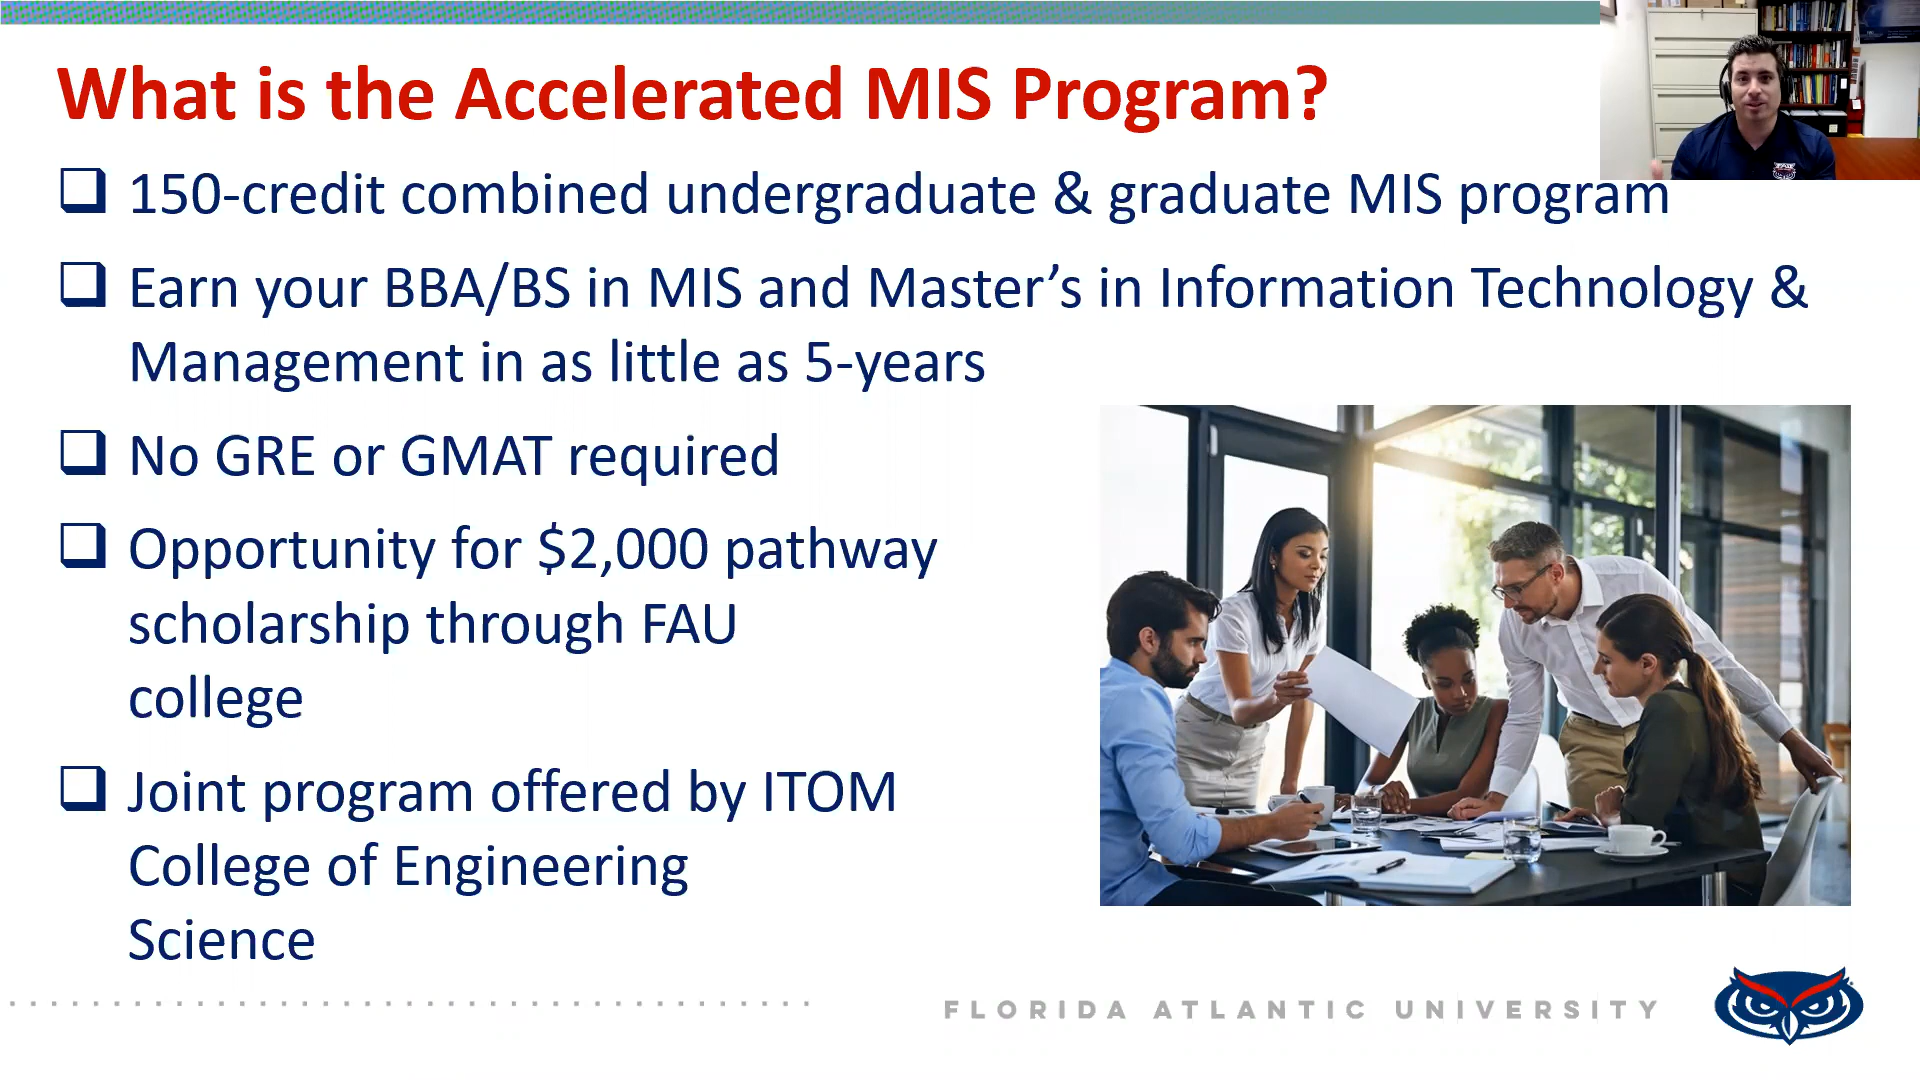 What is the Accelerated MIS Program?
150-credit combined undergraduate & graduate MIS program
Earn your BBA/BS in MIS and Master’s in Information Technology &
Management in as little as 5-years
No GRE or GMAT required
Opportunity for $2,000 pathway
scholarship through FAU
college
Joint program offered by ITOM
College of Engineering
Science
FLORIDA ATLANTIC UNIVERSITY